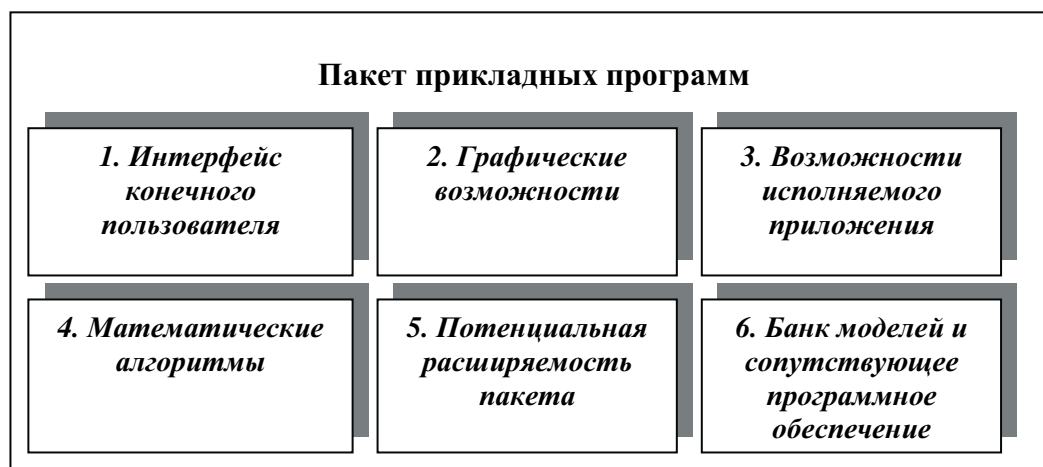 Пакет прикладных программ
1. Интерфейс
конечного
пользователя
2. Графические
возможности
3. Возможности
исполняемого
приложения
4. Математические
алгоритмы
5. Потенциальная
расширяемость
пакета
6. Банк моделей и
сопутствующее
программное
обеспечение